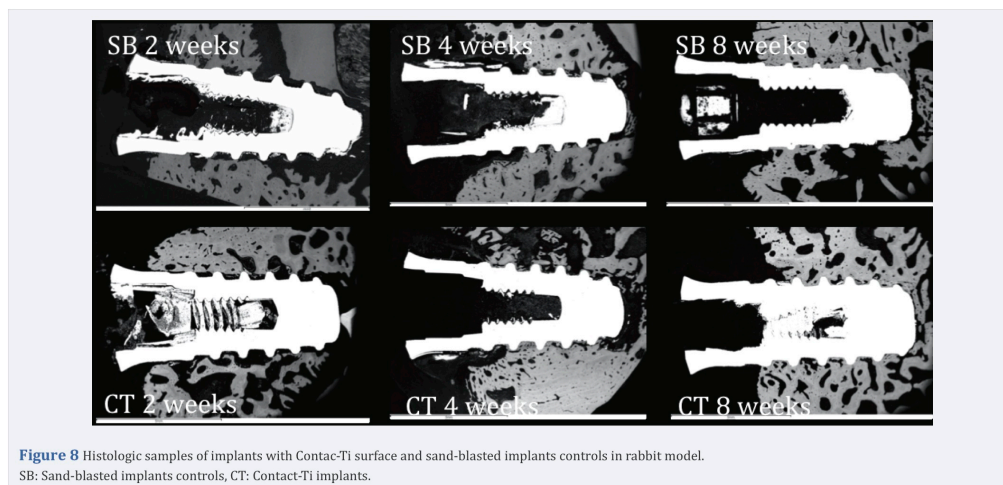 SB 2 weeks
SB 4 weeks
SB 8 weeks
CT 2 weeks
CT 4 weeks
CT 8 weeks
Figure 8 Histologic samples of implants with Contac-Ti surface and sand-blasted implants controls in rabbit model.
SB: Sand-blasted implants controls, CT: Contact-Ti implants.